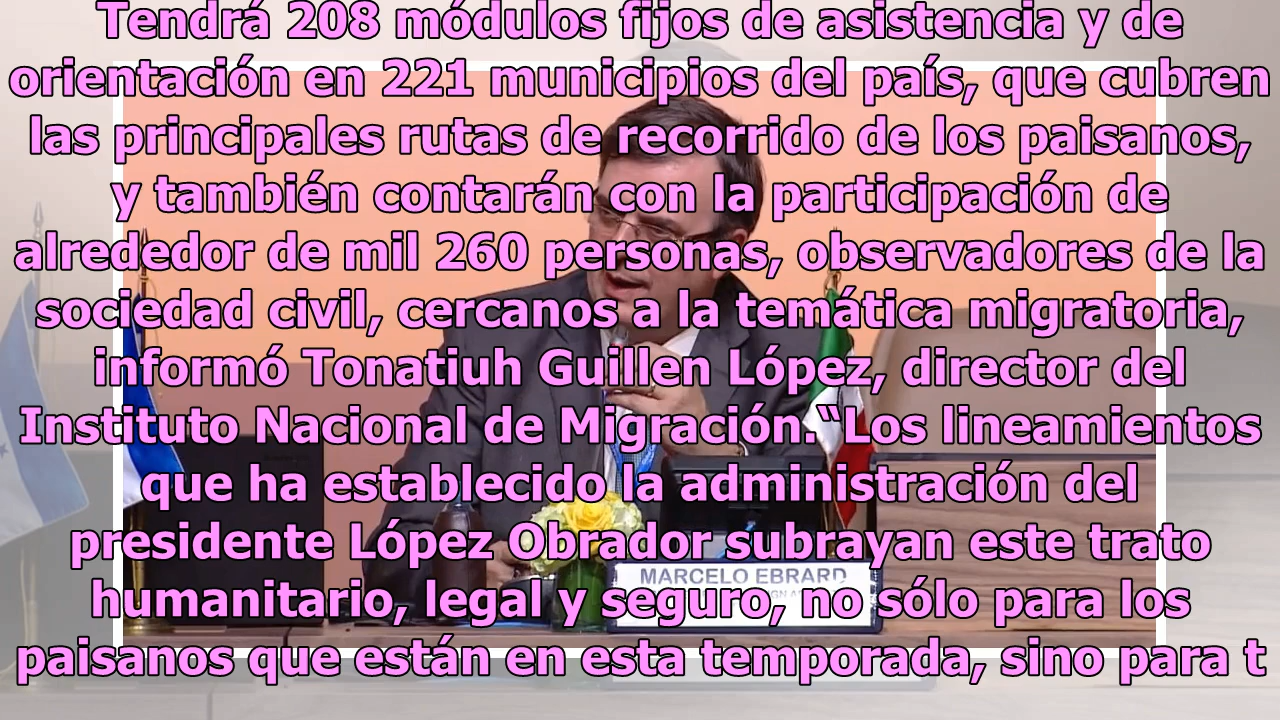 Tendrá 208 módulos fijos de asistencia y de
orientación en 221 municipios del país, que cubren
las principales rutas de recorrido de los paisanos,
y también contarán con la participación de
alrededor de mil 260 personas, observadores de la
sociedad civil, cercanos a la temática migratoria,
informó Tonatiuh Guillen López, director del
Instituto Nacional de Migración.“Los lineamientos
que ha establecido la administración del
presidente López Obrador subrayan este trato
MARCELO EBRARD
humanitario, legal y seguro, no sólo para los
paisanos que están en esta temporada, sino para t